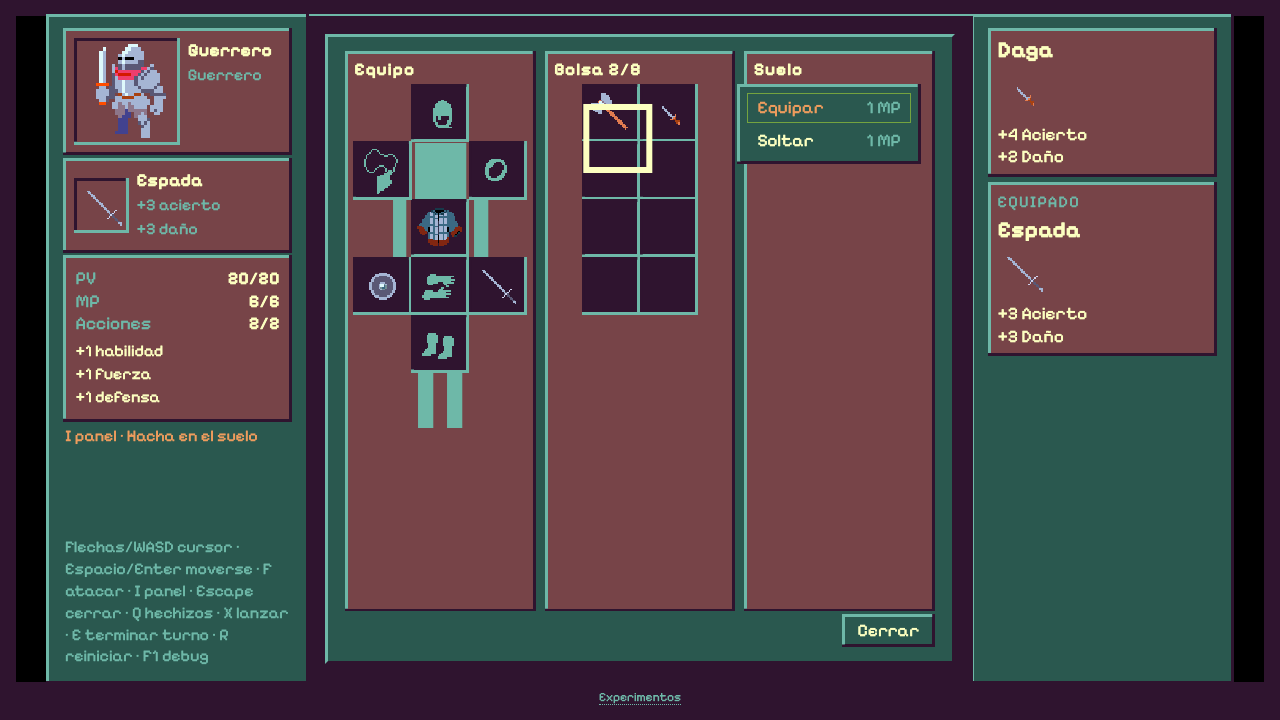 Guerrero
Guerrero
Espada
+3 acierto
+3 daño
PV 80/80
MP 6/6
Acciones 2/2
+1 habilidad
+1 fuerza
+1 defensa
I panel · Hacha en el suelo
Flechas/WASD cursor ·
Espacio/Enter moverse · F
atacar · I panel · Escape
cerrar · Q hechizos · X lanzar
· E terminar turno · R
reiniciar · F1 debug
Equipo
Bolsa 2/8
Suelo
Equipar 1 MP
Soltar 1 MP
Cerrar
Daga
+4 Acierto
+2 Daño
EQUIPADO
Espada
+3 Acierto
+3 Daño
Experimentos